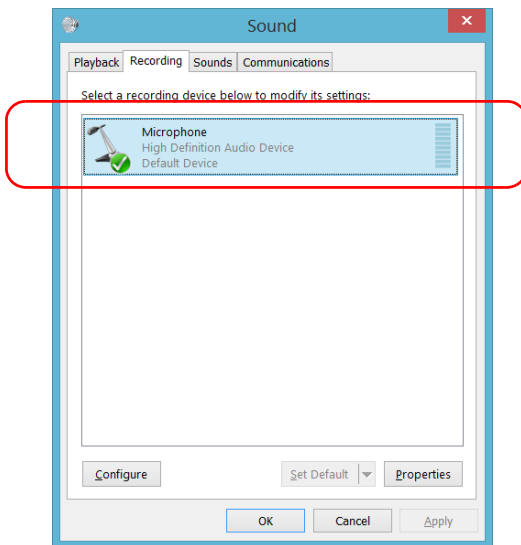 Sound
Playback Recording Sounds Communications
Select a recording device below to modify its settings:
Microphone
High Definition Audio Device
Default Device
Configure Set Default Properties
OK Cancel Apply